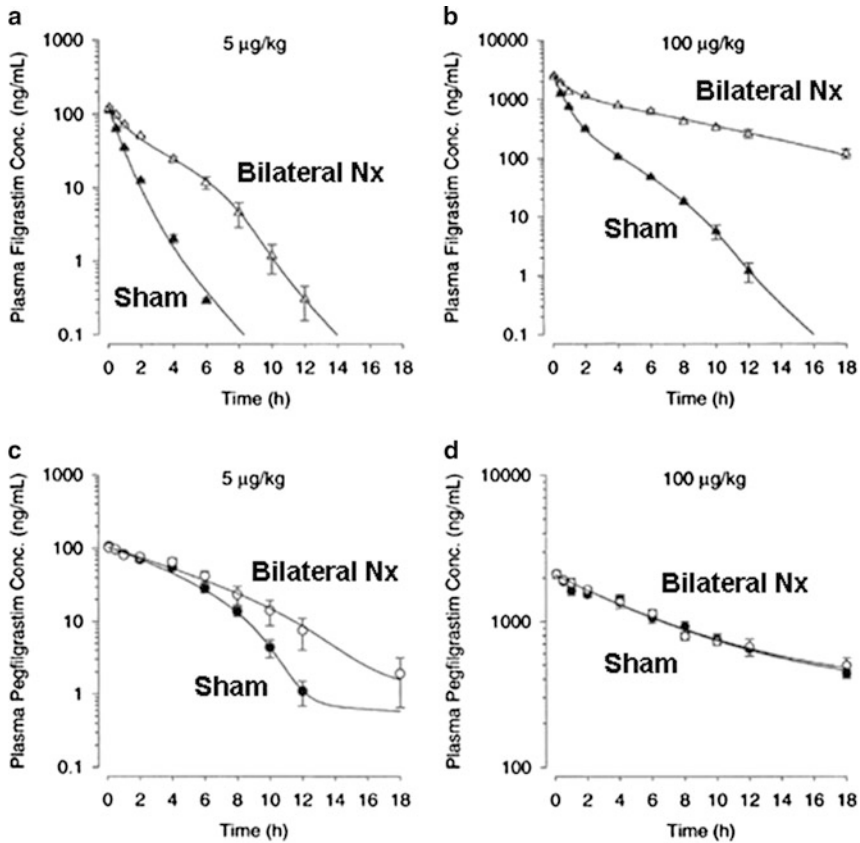 a
5 µg/kg
Plasma Filgrastim Conc. (ng/mL)
1000
100
10
1
0.1
Bilateral Nx
Sham
0 2 4 6 8 10 12 14 16 18
Time (h)
b
100 µg/kg
Plasma Filgrastim Conc. (ng/mL)
10000
1000
100
10
1
0.1
Bilateral Nx
Sham
0 2 4 6 8 10 12 14 16 18
Time (h)
c
5 µg/kg
Plasma Pegfilgrastim Conc. (ng/mL)
1000
100
10
1
0.1
Bilateral Nx
Sham
0 2 4 6 8 10 12 14 16 18
Time (h)
d
100 µg/kg
Plasma Pegfilgrastim Conc. (ng/mL)
10000
1000
100
Bilateral Nx
Sham
0 2 4 6 8 10 12 14 16 18
Time (h)